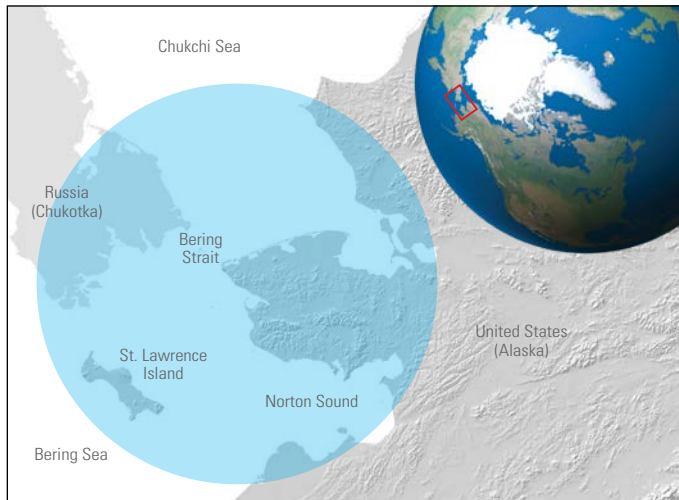 Chukchi Sea
Russia
(Chukotka)
Bering
Strait
United States
(Alaska)
St. Lawrence
Island
Norton Sound
Bering Sea